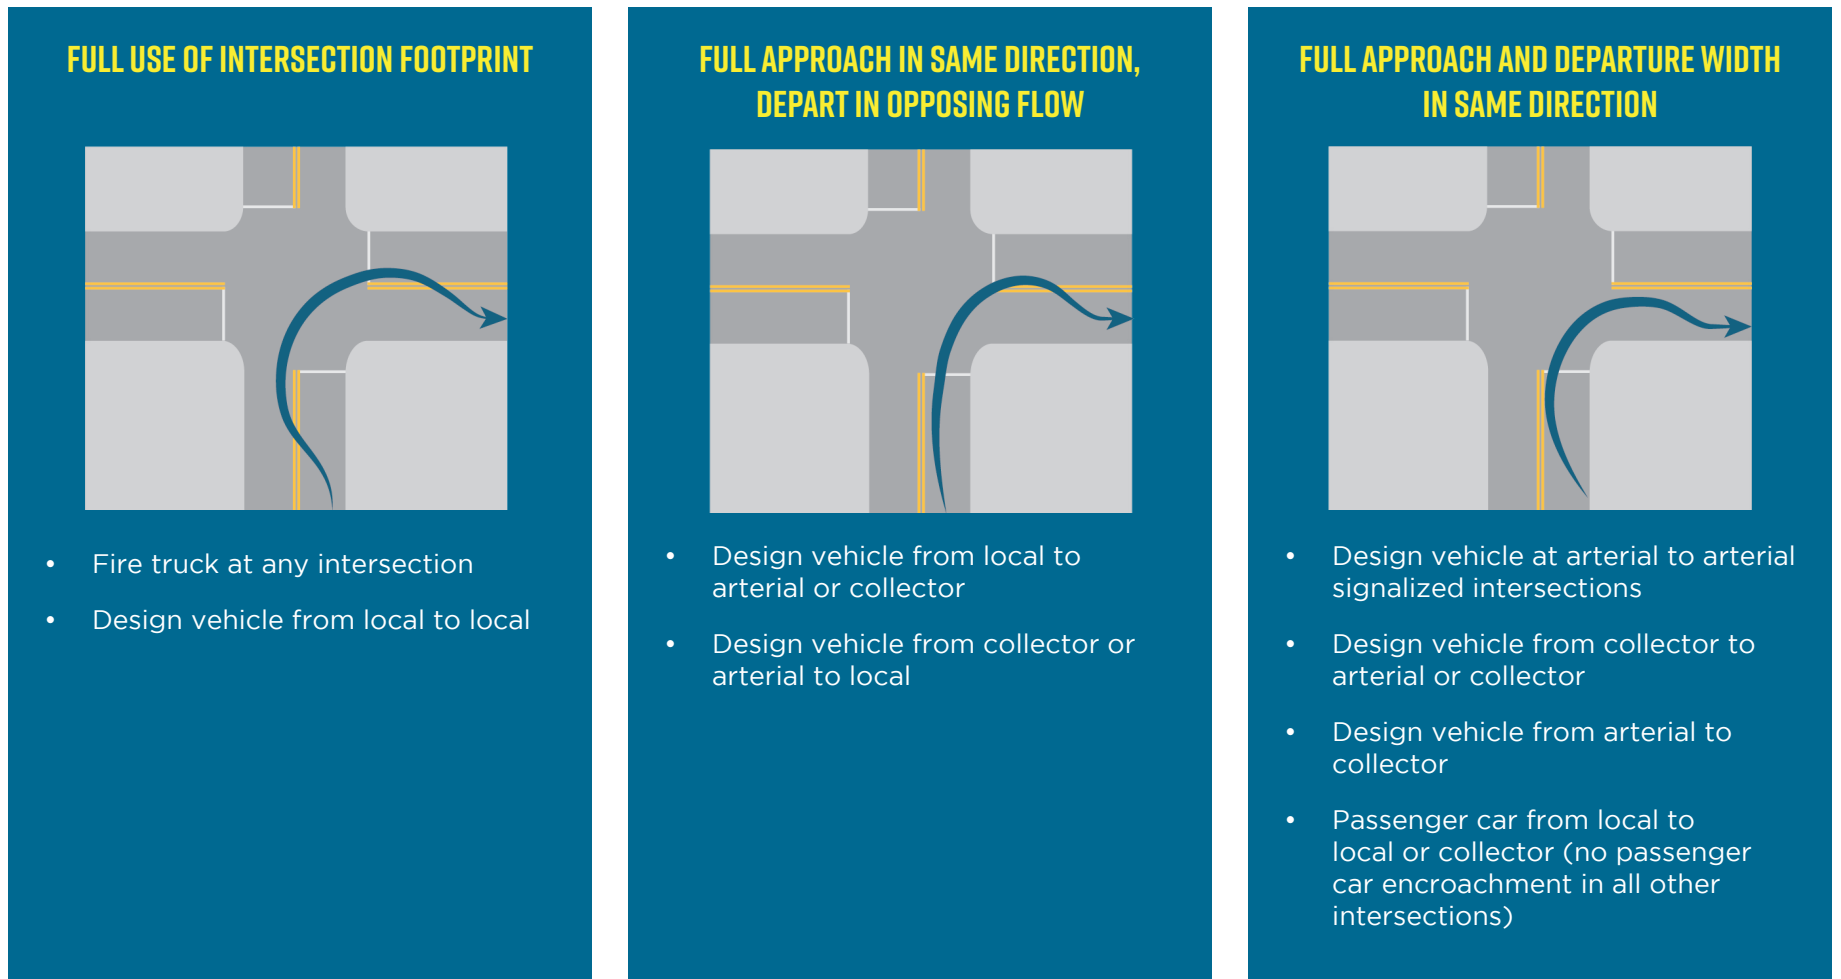 FULL USE OF INTERSECTION FOOTPRINT
• Fire truck at any intersection
• Design vehicle from local to local
FULL APPROACH IN SAME DIRECTION,
DEPART IN OPPOSING FLOW
• Design vehicle from local to
arterial or collector
• Design vehicle from collector or
arterial to local
FULL APPROACH AND DEPARTURE WIDTH
IN SAME DIRECTION
• Design vehicle at arterial to arterial
signalized intersections
• Design vehicle from collector to
arterial or collector
• Design vehicle from arterial to
collector
• Passenger car from local to
local or collector (no passenger
car encroachment in all other
intersections)